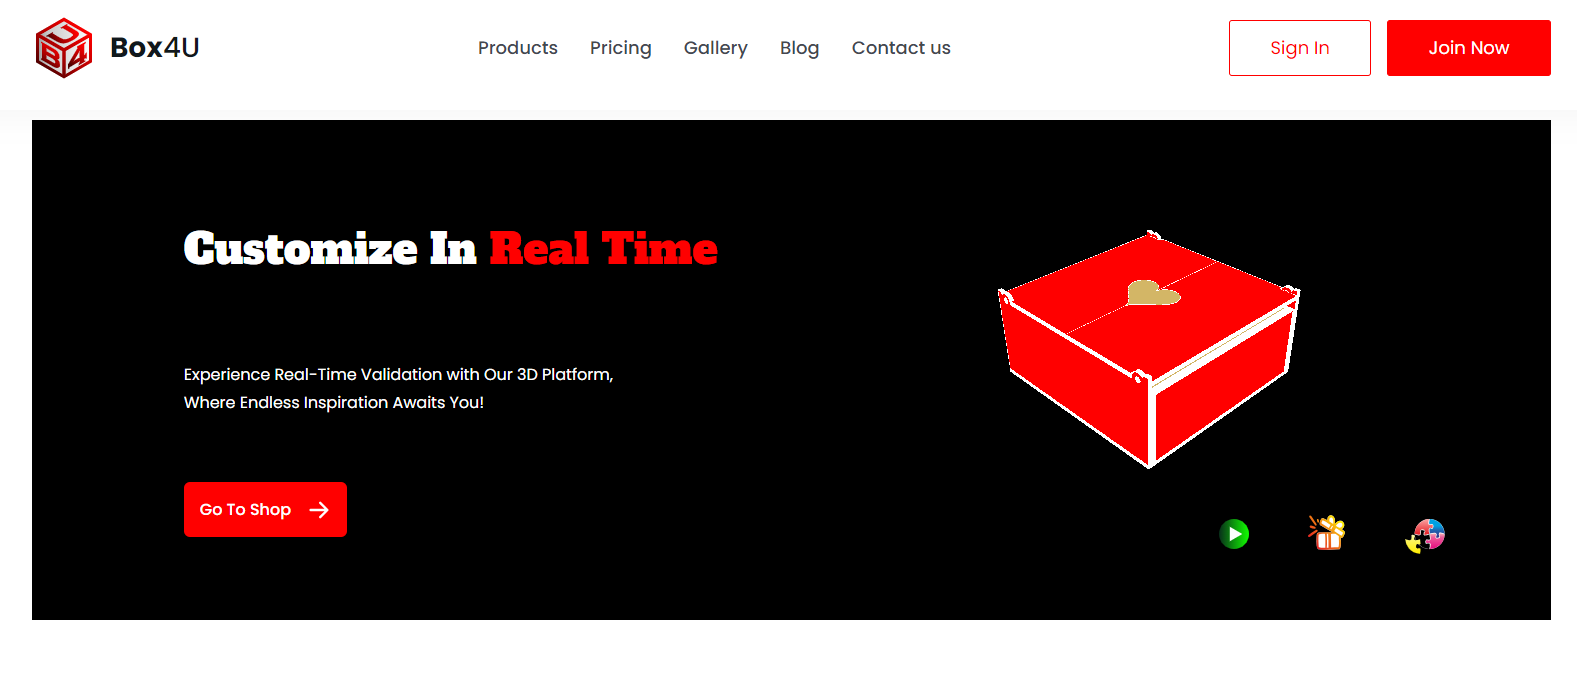 UB4
Box4U
Products
Pricing
Gallery
Blog
Contact us
Sign In
Join Now
Customize In Real Time
Experience Real-Time Validation with Our 3D Platform,
Where Endless Inspiration Awaits You!
Go To Shop